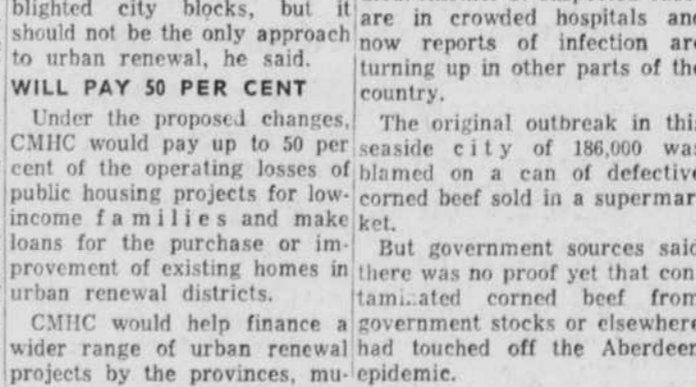 blighted city blocks, but it
should not be the only approach
to urban renewal, he said.
WILL PAY 50 PER CENT
Under the proposed changes,
CMHC would pay up to 50 per
cent of the operating losses of
public housing projects for low-
income families and make
loans for the purchase or im-
provement of existing homes in
urban renewal districts.
CMHC would help finance a
wider range of urban renewal
projects by the provinces, mu-
are in crowded hospitals and
now reports of infection are
turning up in other parts of the
country.
The original outbreak in this
seaside city of 186,000 was
blamed on a can of defective
corned beef sold in a supermar
ket.
But government sources said
there was no proof yet that con
taminated corned beef from
government stocks or elsewhere
had touched off the Aberdeen
epidemic.